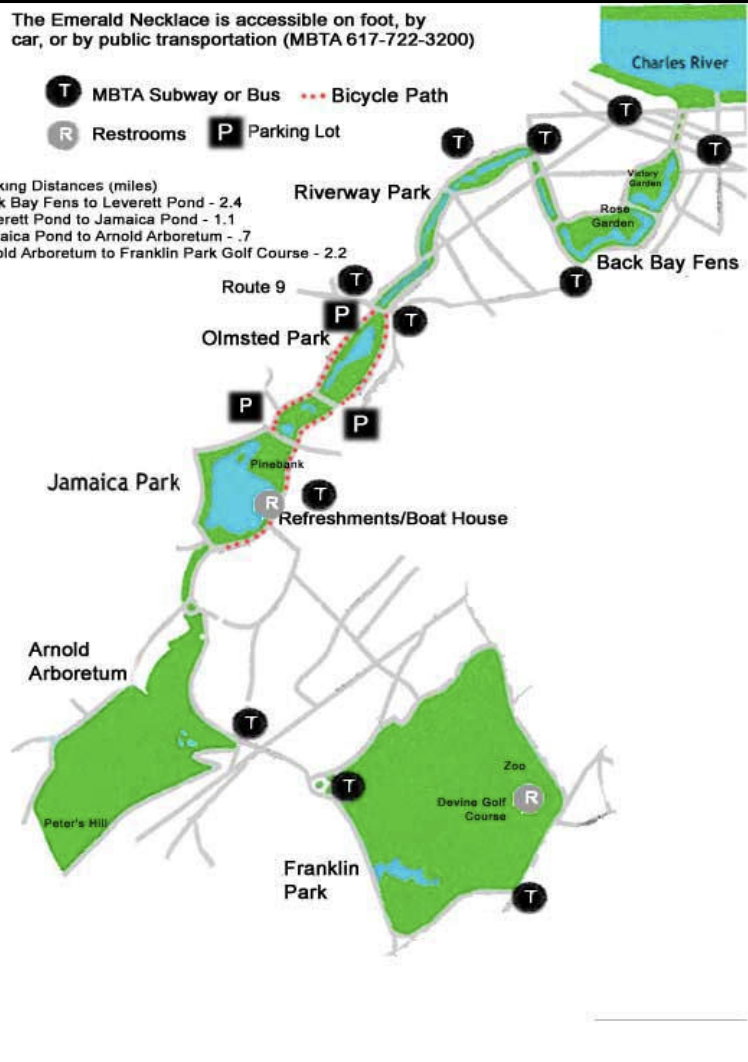 The Emerald Necklace is accessible on foot, by
car, or by public transportation (MBTA 617-722-3200)
T MBTA Subway or Bus
Bicycle Path
R Restrooms
P Parking Lot
king Distances (miles)
k Bay Fens to Leverett Pond - 2.4
erett Pond to Jamaica Pond - 1.1
aica Pond to Arnold Arboretum - .7
old Arboretum to Franklin Park Golf Course - 2.2
Charles River
T
T
T
T
Victory
Garden
Riverway Park
Rose
Garden
Back Bay Fens
T
T
Route 9
P
T
Olmsted Park
P
P
Pinebank
Jamaica Park
R
T
Refreshments/Boat House
Arnold
Arboretum
T
Zoo
T
Devine Golf
Course
R
Peter's Hill
Franklin
Park
T